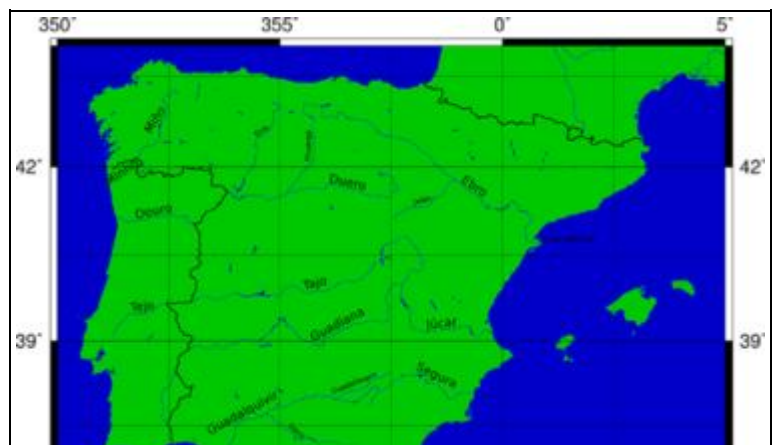 350° 355° 0° 5°
Miño
42° 42°
Duero
Ebro
Douro
Tajo
Tejo
Guadiana
Júcar
39° 39°
Segura
Guadalquivir